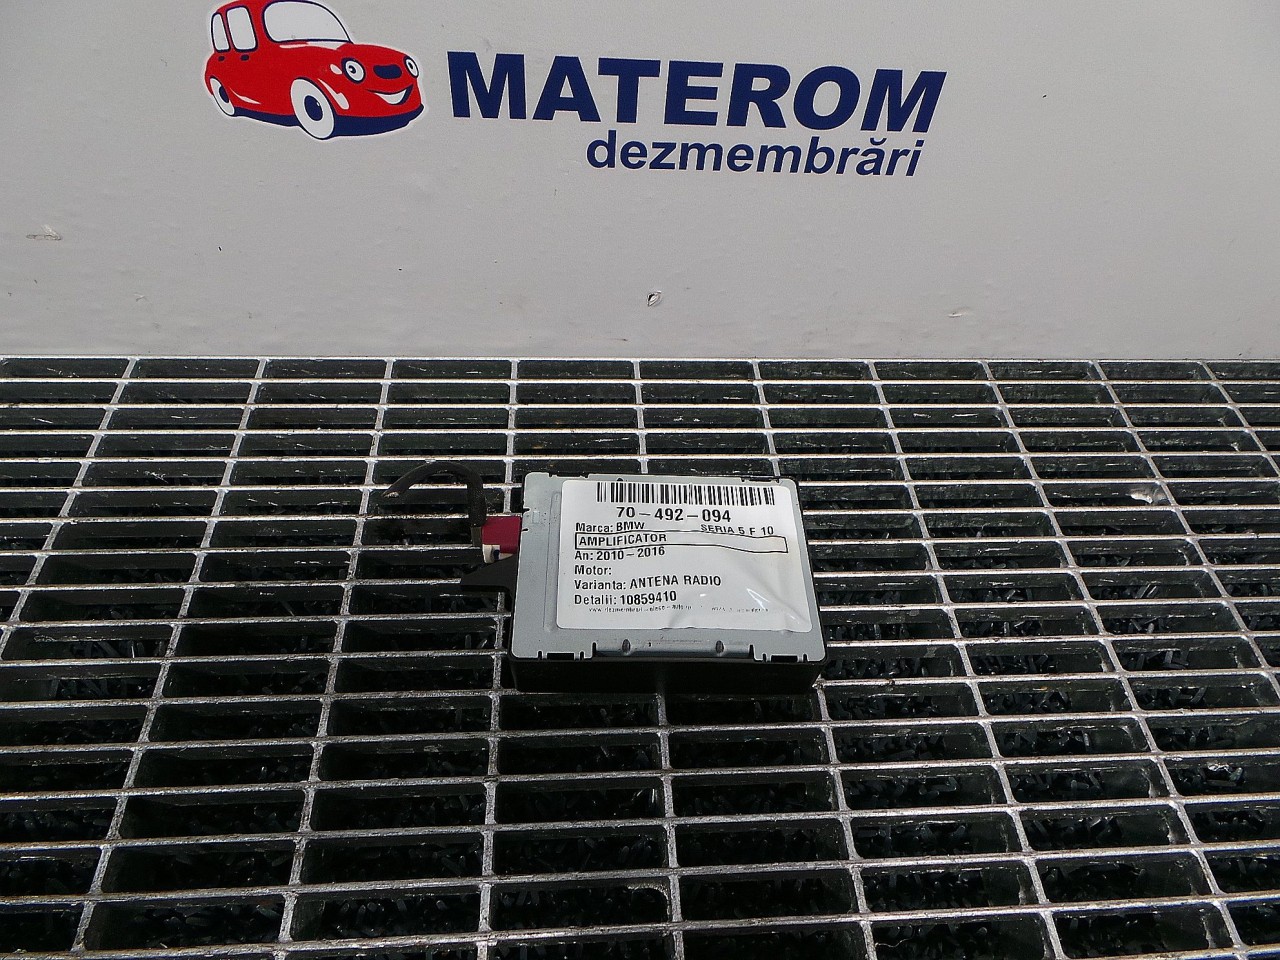 MATEROM
dezmembrări
70-492-094
Marca: BMW SERIA 5 F 10
AMPLIFICATOR
An: 2010-2016
Motor:
Varianta: ANTENA RADIO
Detalii: 10859410